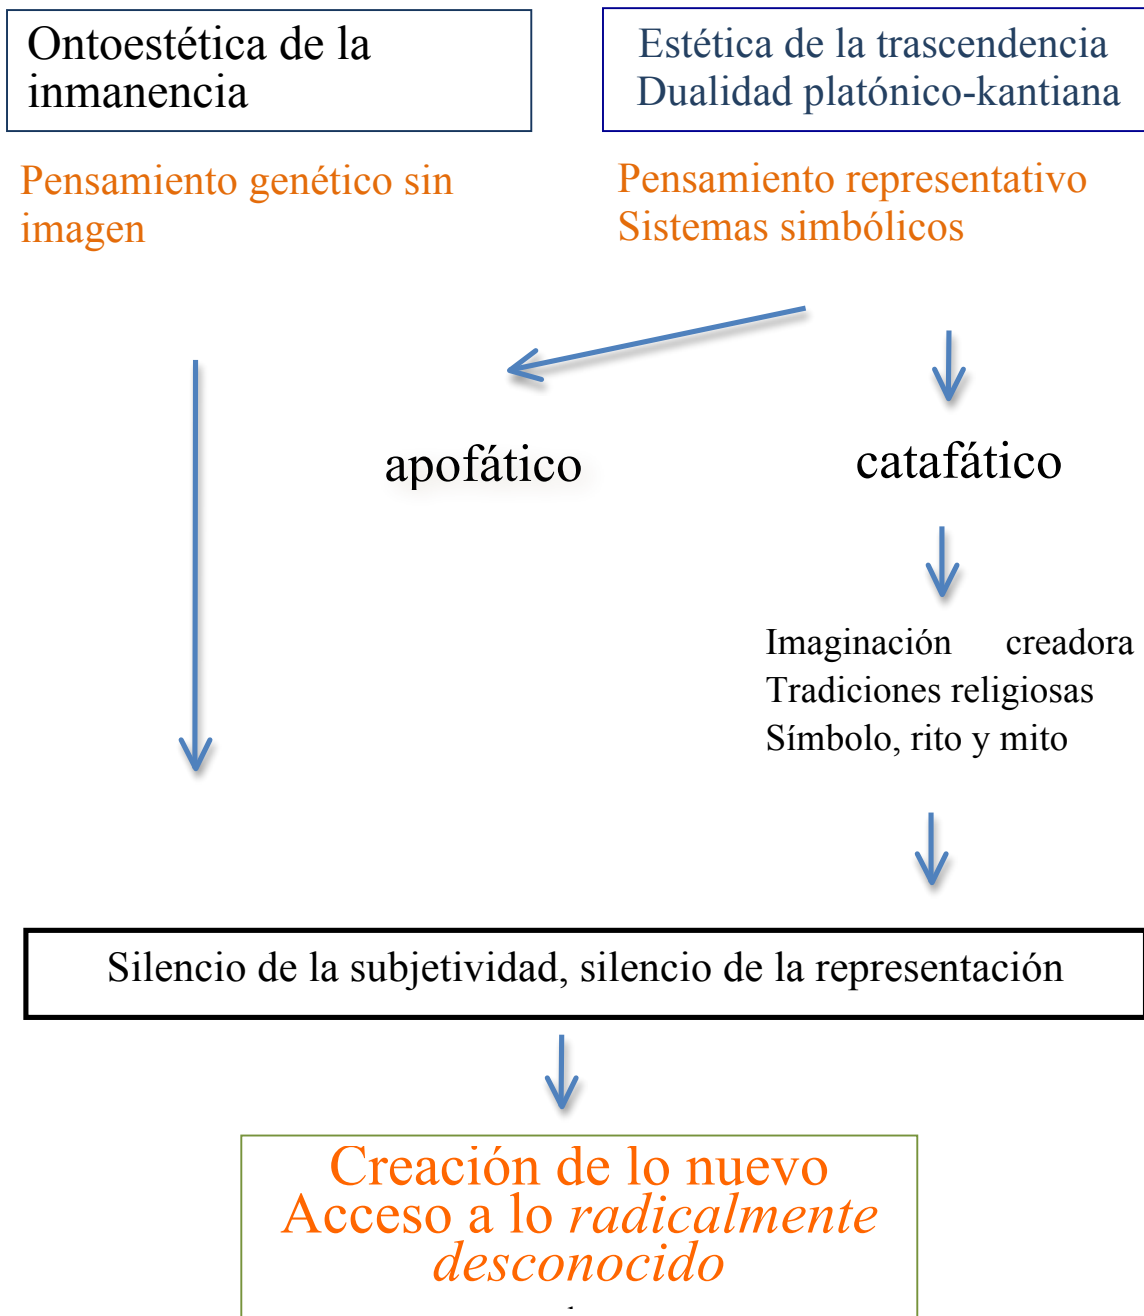 Ontoestética de la
inmanencia
Estética de la trascendencia
Dualidad platónico-kantiana
Pensamiento genético sin
imagen
Pensamiento representativo
Sistemas simbólicos
apofático
catafático
Imaginación creadora
Tradiciones religiosas
Símbolo, rito y mito
Silencio de la subjetividad, silencio de la representación
Creación de lo nuevo
Acceso a lo radicalmente
desconocido